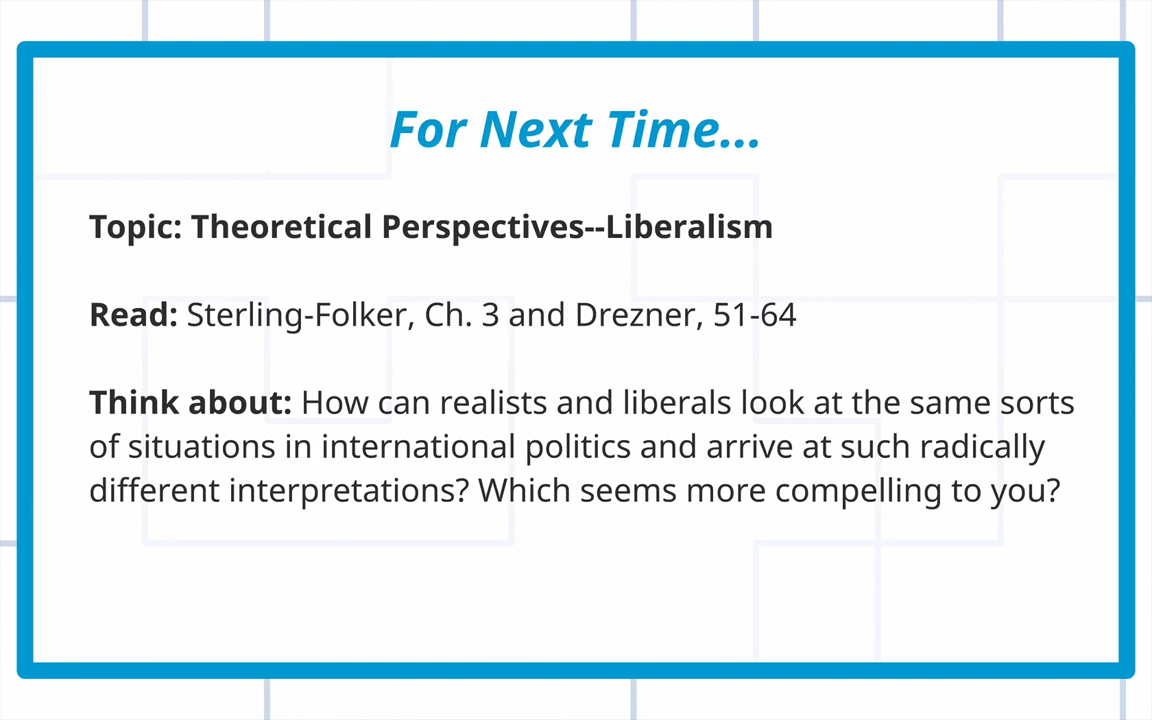 For Next Time...
Topic: Theoretical Perspectives--Liberalism
Read: Sterling-Folker, Ch. 3 and Drezner, 51-64
Think about: How can realists and liberals look at the same sorts
of situations in international politics and arrive at such radically
different interpretations? Which seems more compelling to you?